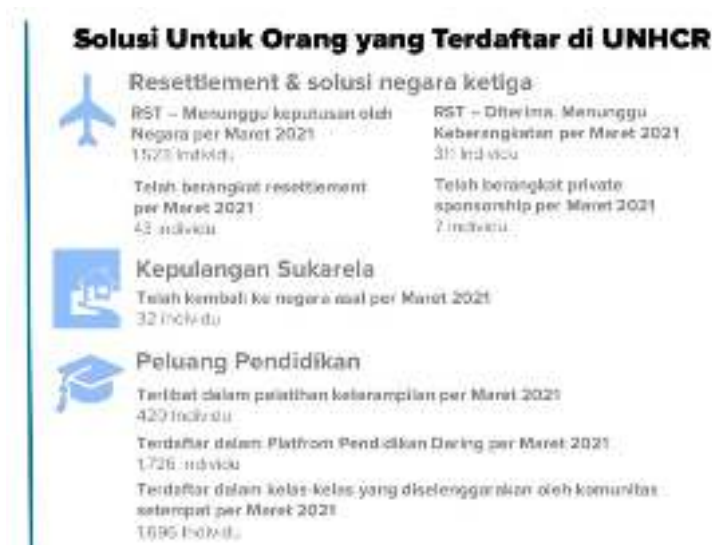 Solusi Untuk Orang yang Terdaftar di UNHCR
Resettlement & solusi negara ketiga
RST – Menunggu keputusan oleh
Negara per Maret 2021
individu
RST – Diterima. Menunggu
Keberangkatan per Maret 2021
311 Individu
Telah berangkat resettlement
per Maret 2021
43 individu
Telah berangkat private
sponsorship per Maret 2021
7 individu
Kepulangan Sukarela
Telah kembali ke negara asal per Maret 2021
32 individu
Peluang Pendidikan
Terlibat dalam pelatihan keterampilan per Maret 2021
420 individu
Terdaftar dalam Platfrom Pendidikan Daring per Maret 2021
1.726 individu
Terdaftar dalam kelas-kelas yang diselenggarakan oleh komunitas
setempat per Maret 2021
individu